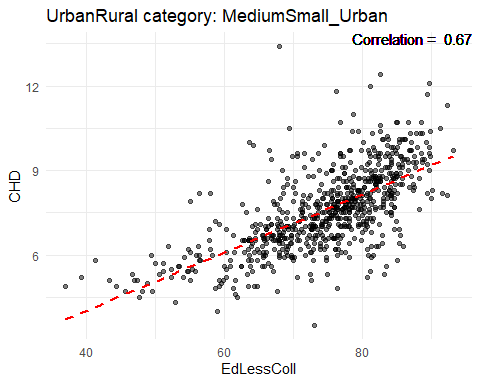 UrbanRural category: MediumSmall_Urban
Correlation = 0.67
12
9
6
CHD
40 60 80
EdLessColl